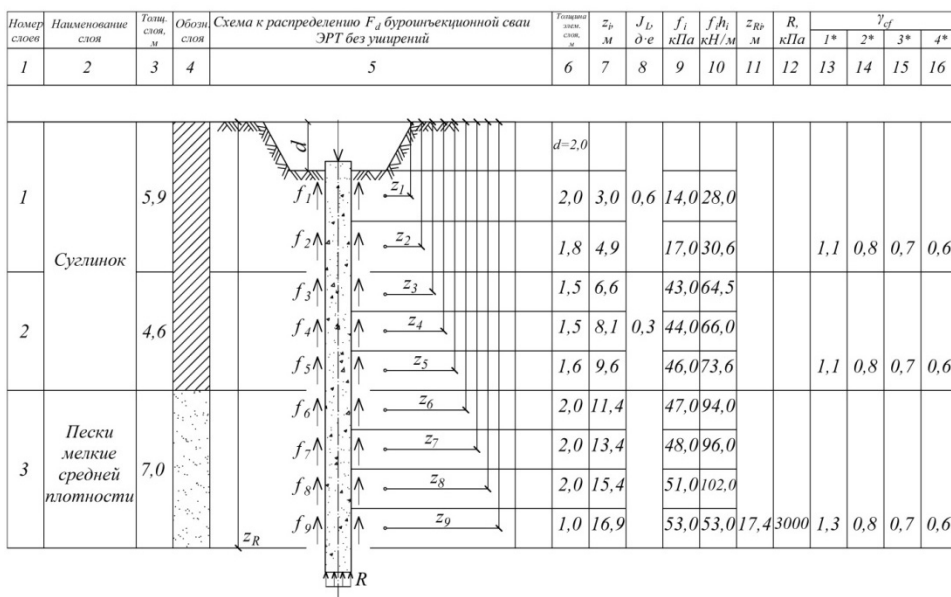 Номер слоев Наименование слоя Толщ. слоя, м Обозн. слоя Схема к распределению F_d буроинъекционной сваи ЭРТ без уширений Толщина элем. слоя, м z_i, м J_L, д·е f_i кПа f_ih_i кН/м z_Ri, м R, кПа γ_cf
1* 2* 3* 4*
1 2 3 4 5 6 7 8 9 10 11 12 13 14 15 16
d d=2,0
1 Суглинок 5,9 f_1 z_1 2,0 3,0 0,6 14,0 28,0
f_2 z_2 1,8 4,9 17,0 30,6 1,1 0,8 0,7 0,6
2 4,6 f_3 z_3 1,5 6,6 43,0 64,5
f_4 z_4 1,5 8,1 0,3 44,0 66,0
f_5 z_5 1,6 9,6 46,0 73,6 1,1 0,8 0,7 0,6
3 Пески мелкие средней плотности 7,0 f_6 z_6 2,0 11,4 47,0 94,0
f_7 z_7 2,0 13,4 48,0 96,0
f_8 z_8 2,0 15,4 51,0 102,0
f_9 z_9 1,0 16,9 53,0 53,0 17,4 3000 1,3 0,8 0,7 0,6
z_R
R